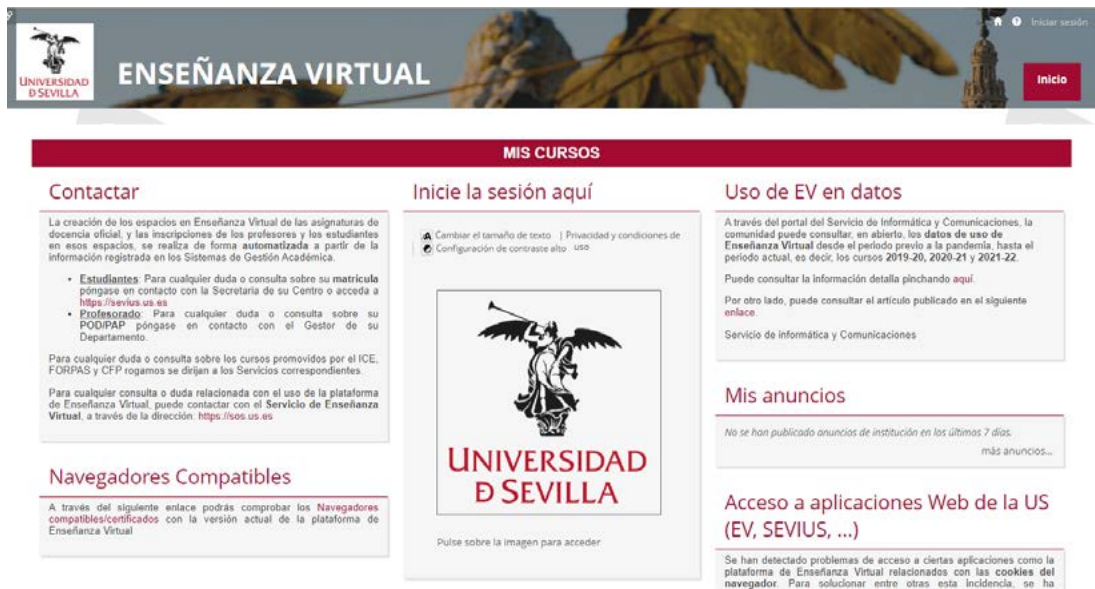 UNIVERSIDAD
Đ SEVILLA
ENSEÑANZA VIRTUAL
Iniciar sesión
Inicio
MIS CURSOS
Contactar
La creación de los espacios en Enseñanza Virtual de las asignaturas de
docencia oficial, y las inscripciones de los profesores y los estudiantes
en esos espacios, se realiza de forma automatizada a partir de la
información registrada en los Sistemas de Gestión Académica.
• Estudiantes: Para cualquier duda o consulta sobre su matrícula
póngase en contacto con la Secretaria de su Centro o acceda a
https://sevius.us.es
• Profesorado: Para cualquier duda o consulta sobre su
POD/PAP póngase en contacto con el Gestor de su
Departamento.
Para cualquier duda o consulta sobre los cursos promovidos por el ICE,
FORPAS y CFP rogamos se dirijan a los Servicios correspondientes.
Para cualquier consulta o duda relacionada con el uso de la plataforma
de Enseñanza Virtual, puede contactar con el Servicio de Enseñanza
Virtual, a través de la dirección: https://sos.us.es
Navegadores Compatibles
A través del siguiente enlace podrás comprobar los Navegadores
compatibles/certificados con la versión actual de la plataforma de
Enseñanza Virtual
Inicie la sesión aquí
Cambiar el tamaño de texto | Privacidad y condiciones de
Configuración de contraste alto uso
UNIVERSIDAD
Đ SEVILLA
Pulse sobre la imagen para acceder
Uso de EV en datos
A través del portal del Servicio de Informática y Comunicaciones, la
comunidad puede consultar, en abierto, los datos de uso de
Enseñanza Virtual desde el periodo previo a la pandemia, hasta el
periodo actual, es decir, los cursos 2019-20, 2020-21 y 2021-22.
Puede consultar la información detalla pinchando aquí.
Por otro lado, puede consultar el artículo publicado en el siguiente
enlace.
Servicio de informática y Comunicaciones
Mis anuncios
No se han publicado anuncios de institución en los últimos 7 días.
más anuncios...
Acceso a aplicaciones Web de la US
(EV, SEVIUS, ...)
Se han detectado problemas de acceso a ciertas aplicaciones como la
plataforma de Enseñanza Virtual relacionados con las cookies del
navegador. Para solucionar entre otras esta incidencia, se ha